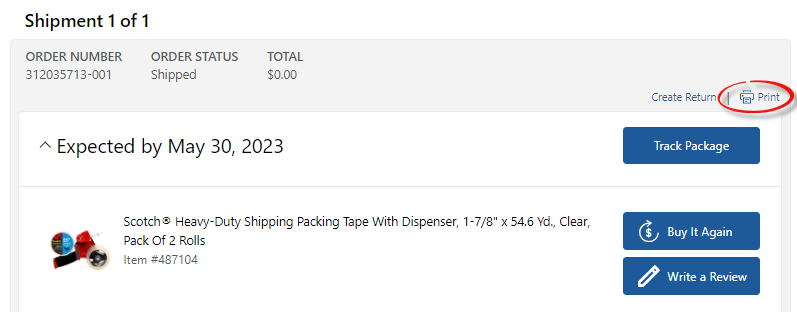 Shipment 1 of 1
ORDER NUMBER ORDER STATUS TOTAL
312035713-001 Shipped $0.00
Create Return | Print
Expected by May 30, 2023
Track Package
Scotch® Heavy-Duty Shipping Packing Tape With Dispenser, 1-7/8" x 54.6 Yd., Clear,
Pack Of 2 Rolls
Item #487104
Buy It Again
Write a Review